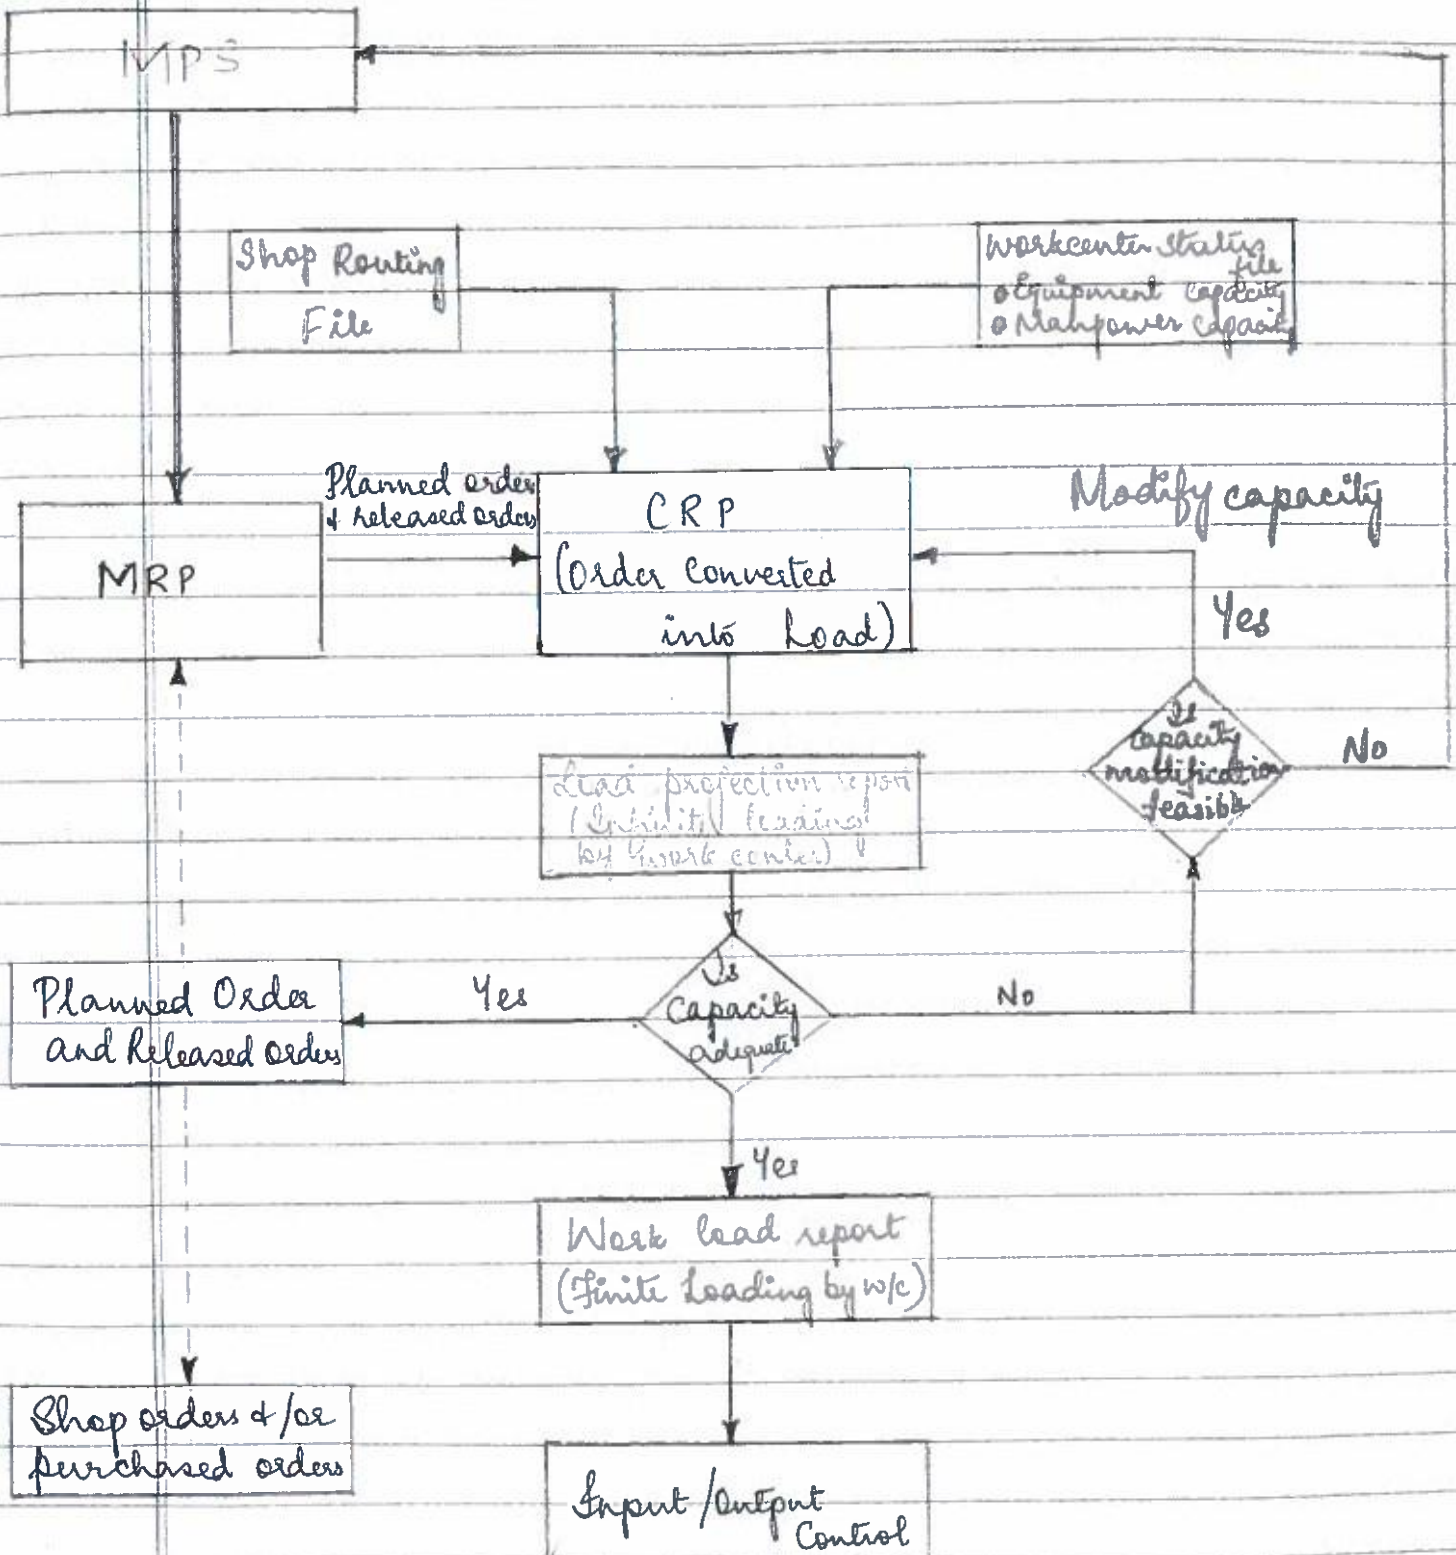 MPS
Shop Routing
File
Workcenter Status
file
• Equipment capacity
• Manpower capacity
Planned order
& released orders
CRP
(Order Converted
into Load)
Modify capacity
MRP
Yes
Is
capacity
modification
feasible
No
Load projection report
(Infinite loading
by work center)
Planned Order
and Released orders
Yes
Is
Capacity
adequate
No
Yes
Work load report
(Finite Loading by w/c)
Shop orders & /or
purchased orders
Input / Output
Control